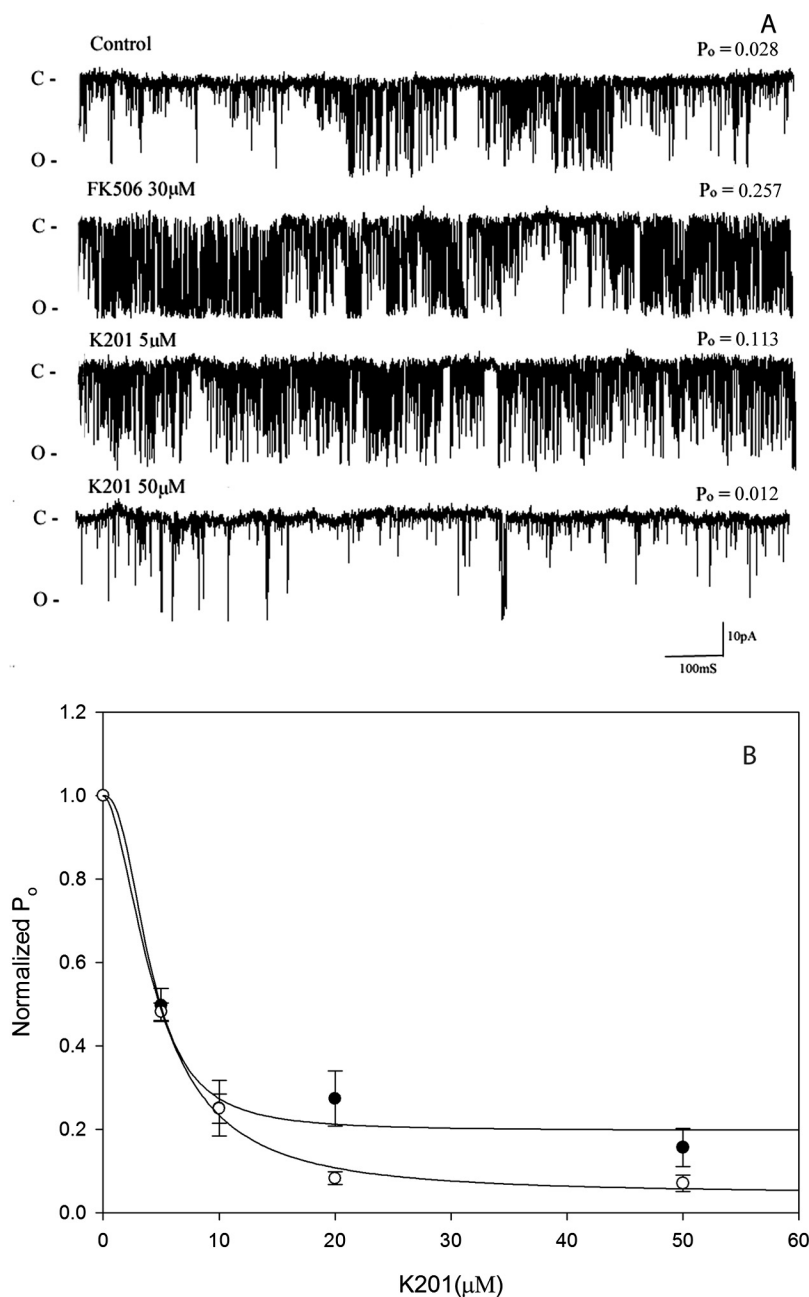 A
Control
Pₒ = 0.028
C -
O -
FK506 30μM
Pₒ = 0.257
C -
O -
K201 5μM
Pₒ = 0.113
C -
O -
K201 50μM
Pₒ = 0.012
C -
O -
10pA
100mS
B
1.2
1.0
0.8
0.6
0.4
0.2
0.0
Normalized Pₒ
0 10 20 30 40 50 60
K201(μM)